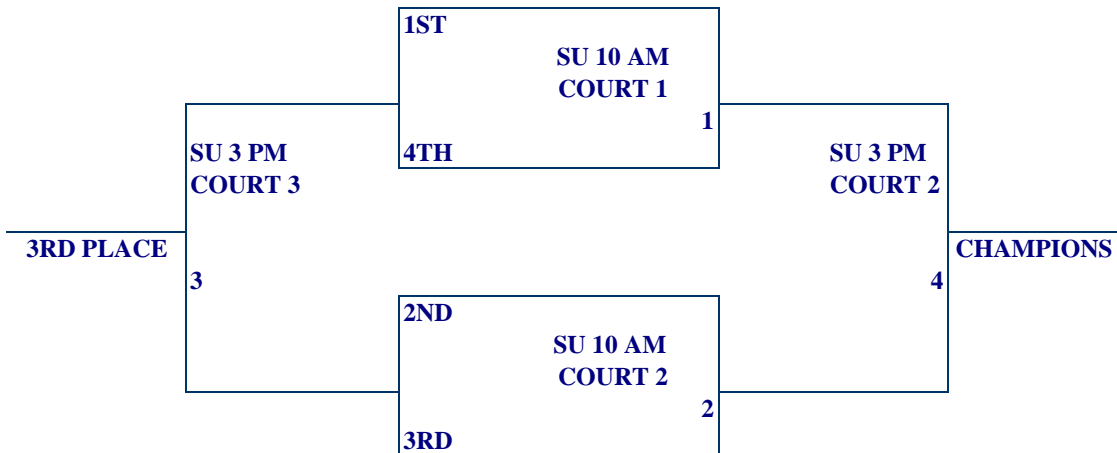 1ST
SU 10 AM
COURT 1
1
4TH
SU 3 PM
COURT 3
SU 3 PM
COURT 2
3RD PLACE
3
CHAMPIONS
4
2ND
SU 10 AM
COURT 2
2
3RD